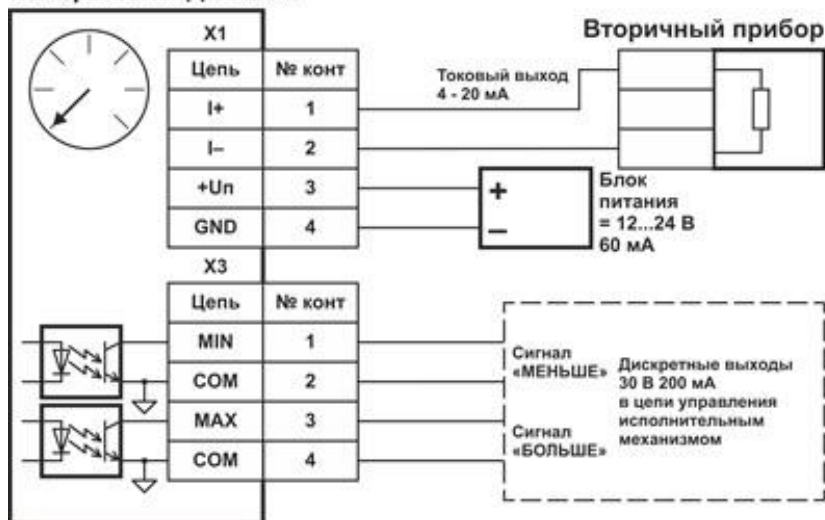 Вторичный прибор
X1
Цепь № конт
I+ 1
I– 2
+Un 3
GND 4
Токовый выход
4 - 20 мА
+
–
Блок
питания
= 12...24 В
60 мА
X3
Цепь № конт
MIN 1
COM 2
MAX 3
COM 4
Сигнал
«МЕНЬШЕ»
Сигнал
«БОЛЬШЕ»
Дискретные выходы
30 В 200 мА
в цепи управления
исполнительным
механизмом